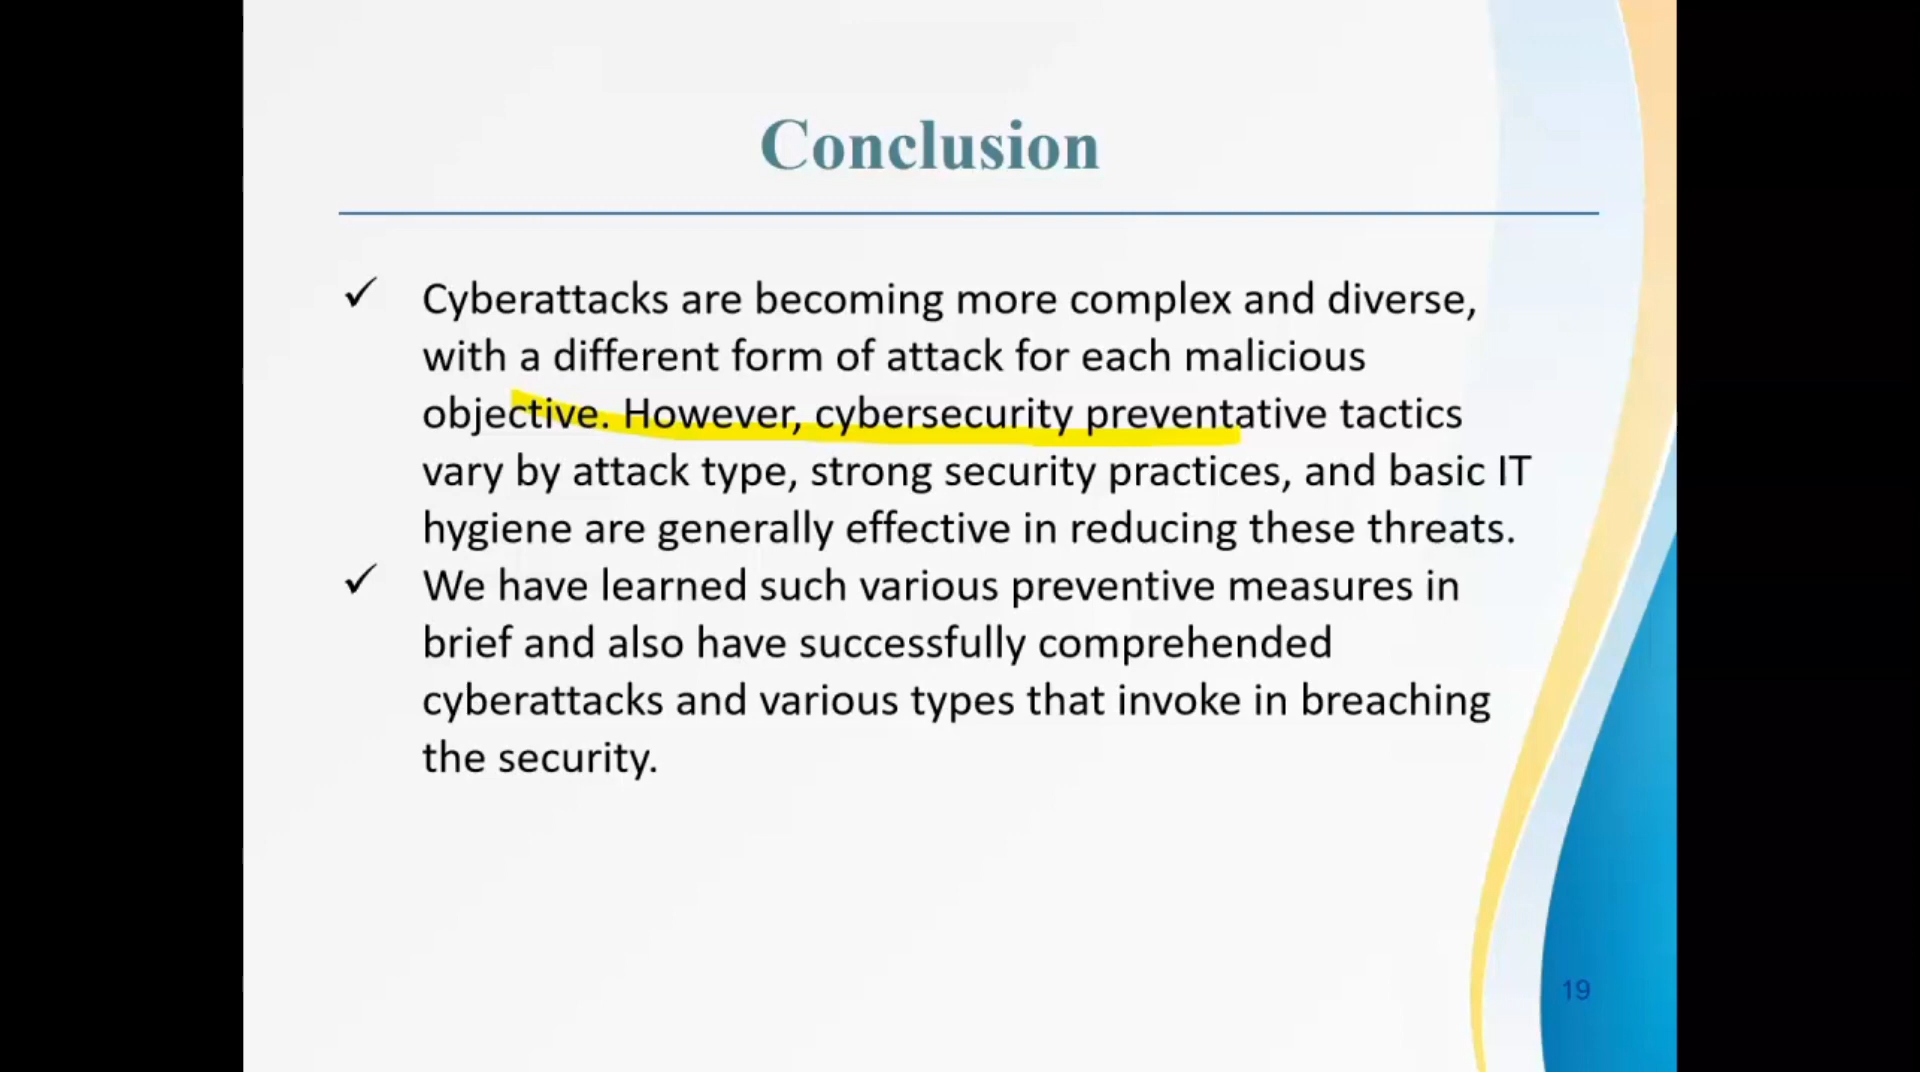 Conclusion
✓ Cyberattacks are becoming more complex and diverse,
with a different form of attack for each malicious
objective. However, cybersecurity preventative tactics
vary by attack type, strong security practices, and basic IT
hygiene are generally effective in reducing these threats.
✓ We have learned such various preventive measures in
brief and also have successfully comprehended
cyberattacks and various types that invoke in breaching
the security.
19